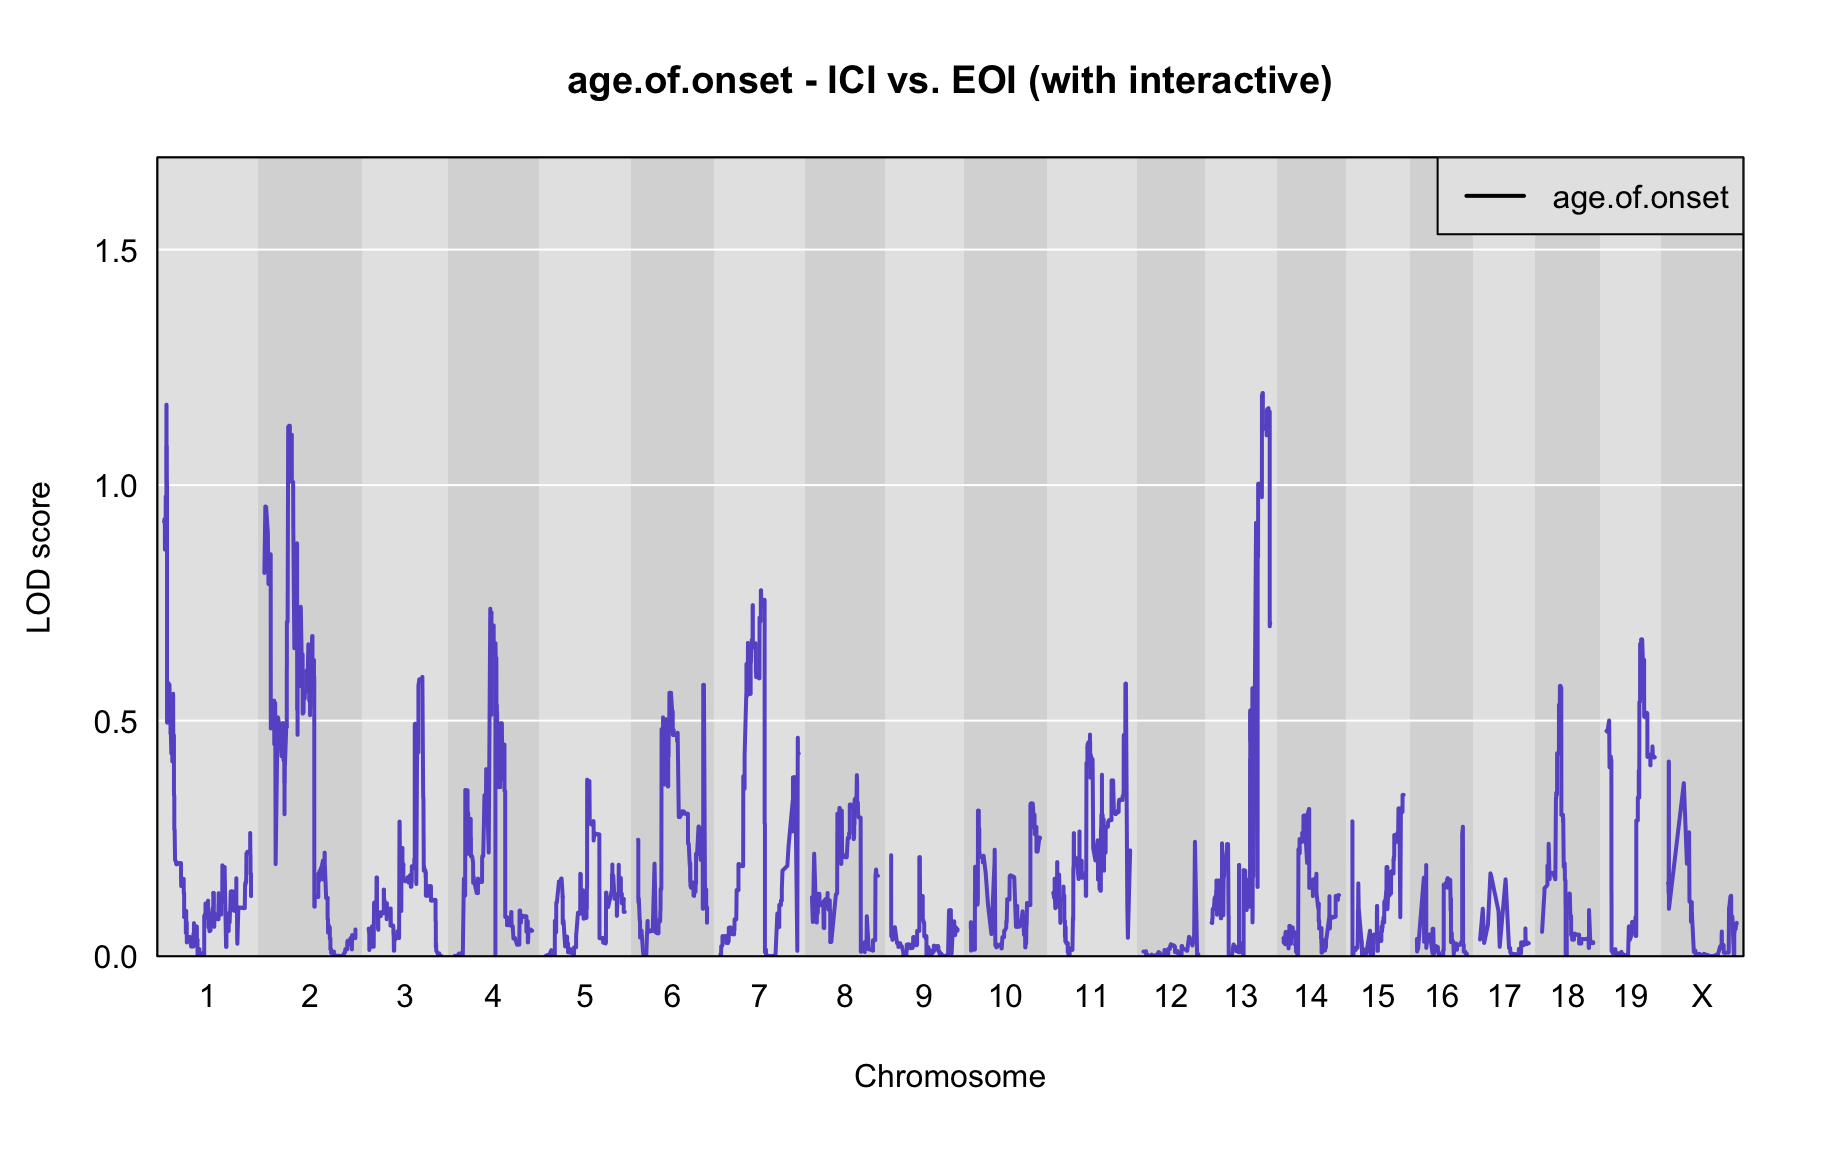 age.of.onset - ICI vs. EOI (with interactive)
age.of.onset
1.5
1.0
0.5
0.0
LOD score
1 2 3 4 5 6 7 8 9 10 11 12 13 14 15 16 17 18 19 X
Chromosome